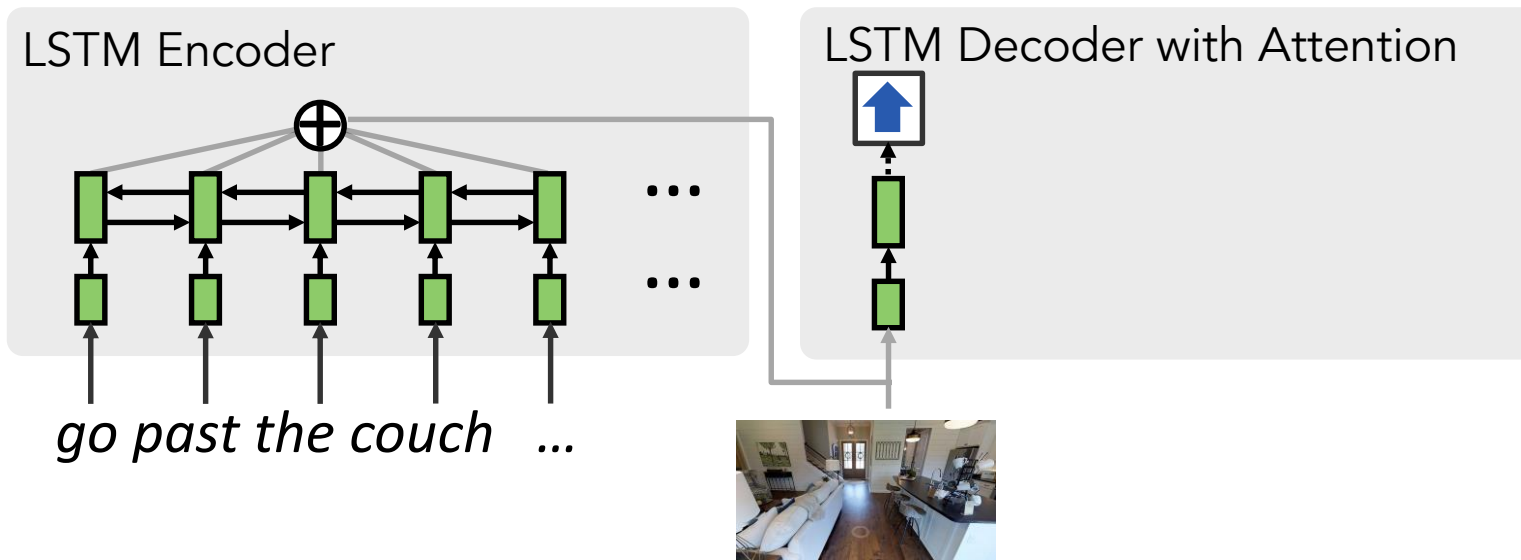 LSTM Encoder
LSTM Decoder with Attention
...
...
go past the couch ...